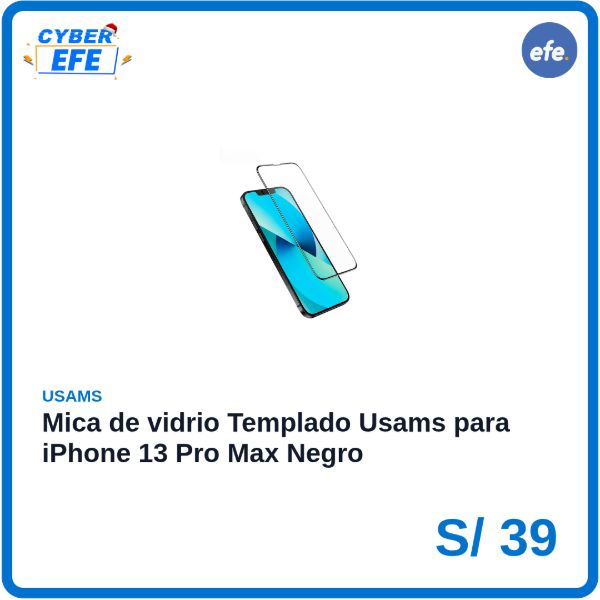 CYBER
EFE
efe.
USAMS
Mica de vidrio Templado Usams para
iPhone 13 Pro Max Negro
S/ 39